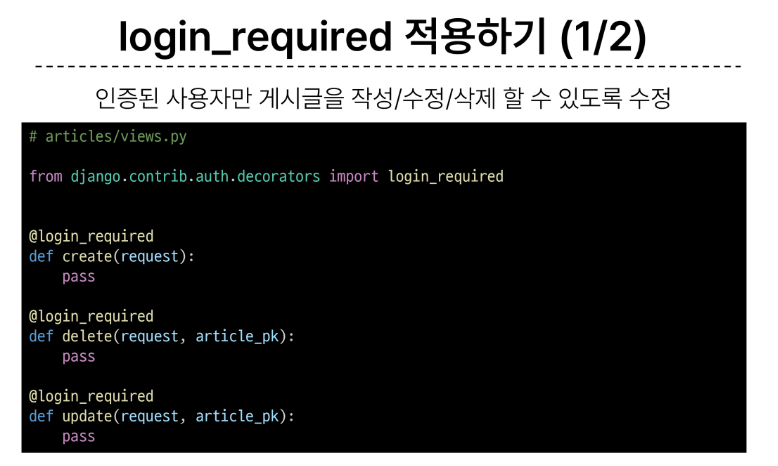 login_required 적용하기 (1/2)
인증된 사용자만 게시글을 작성/수정/삭제 할 수 있도록 수정
# articles/views.py
from django.contrib.auth.decorators import login_required
@login_required
def create(request):
    pass
@login_required
def delete(request, article_pk):
    pass
@login_required
def update(request, article_pk):
    pass